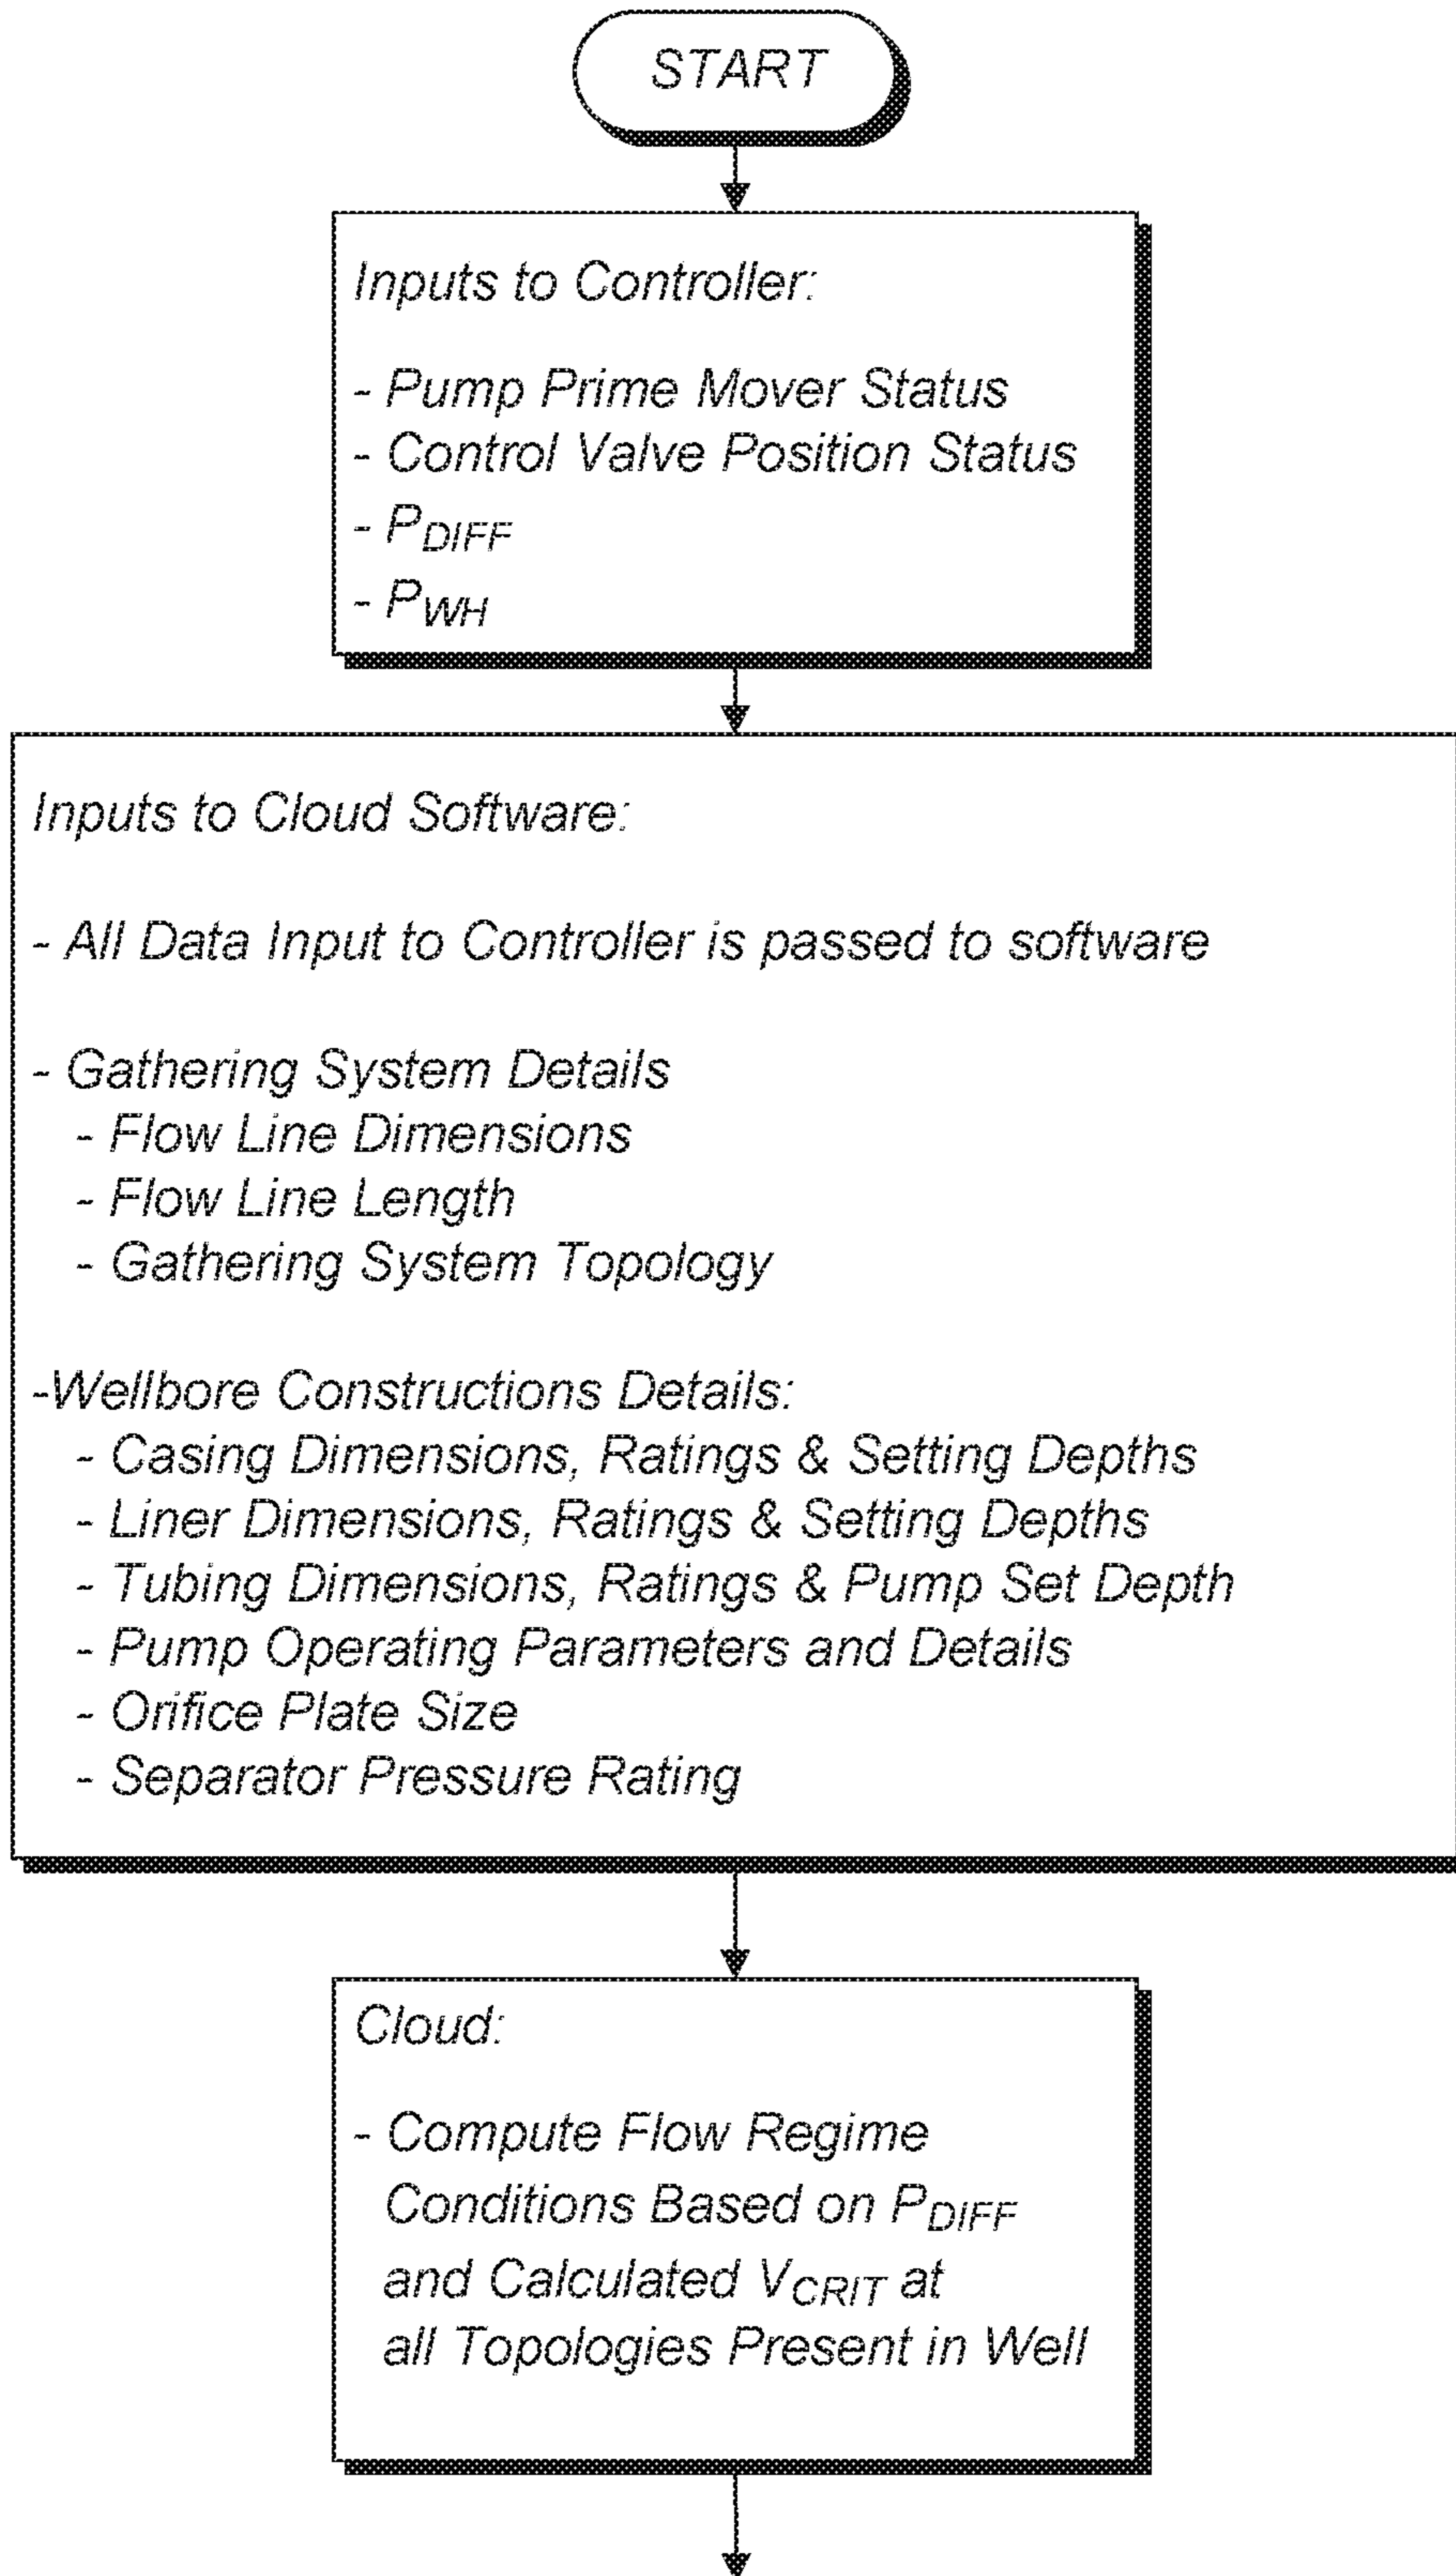 START
Inputs to Controller:
- Pump Prime Mover Status
- Control Valve Position Status
- PDIFF
- PWH
Inputs to Cloud Software:
- All Data Input to Controller is passed to software
- Gathering System Details
- Flow Line Dimensions
- Flow Line Length
- Gathering System Topology
-Wellbore Constructions Details:
- Casing Dimensions, Ratings & Setting Depths
- Liner Dimensions, Ratings & Setting Depths
- Tubing Dimensions, Ratings & Pump Set Depth
- Pump Operating Parameters and Details
- Orifice Plate Size
- Separator Pressure Rating
Cloud:
- Compute Flow Regime
Conditions Based on PDIFF
and Calculated VCRIT at
all Topologies Present in Well